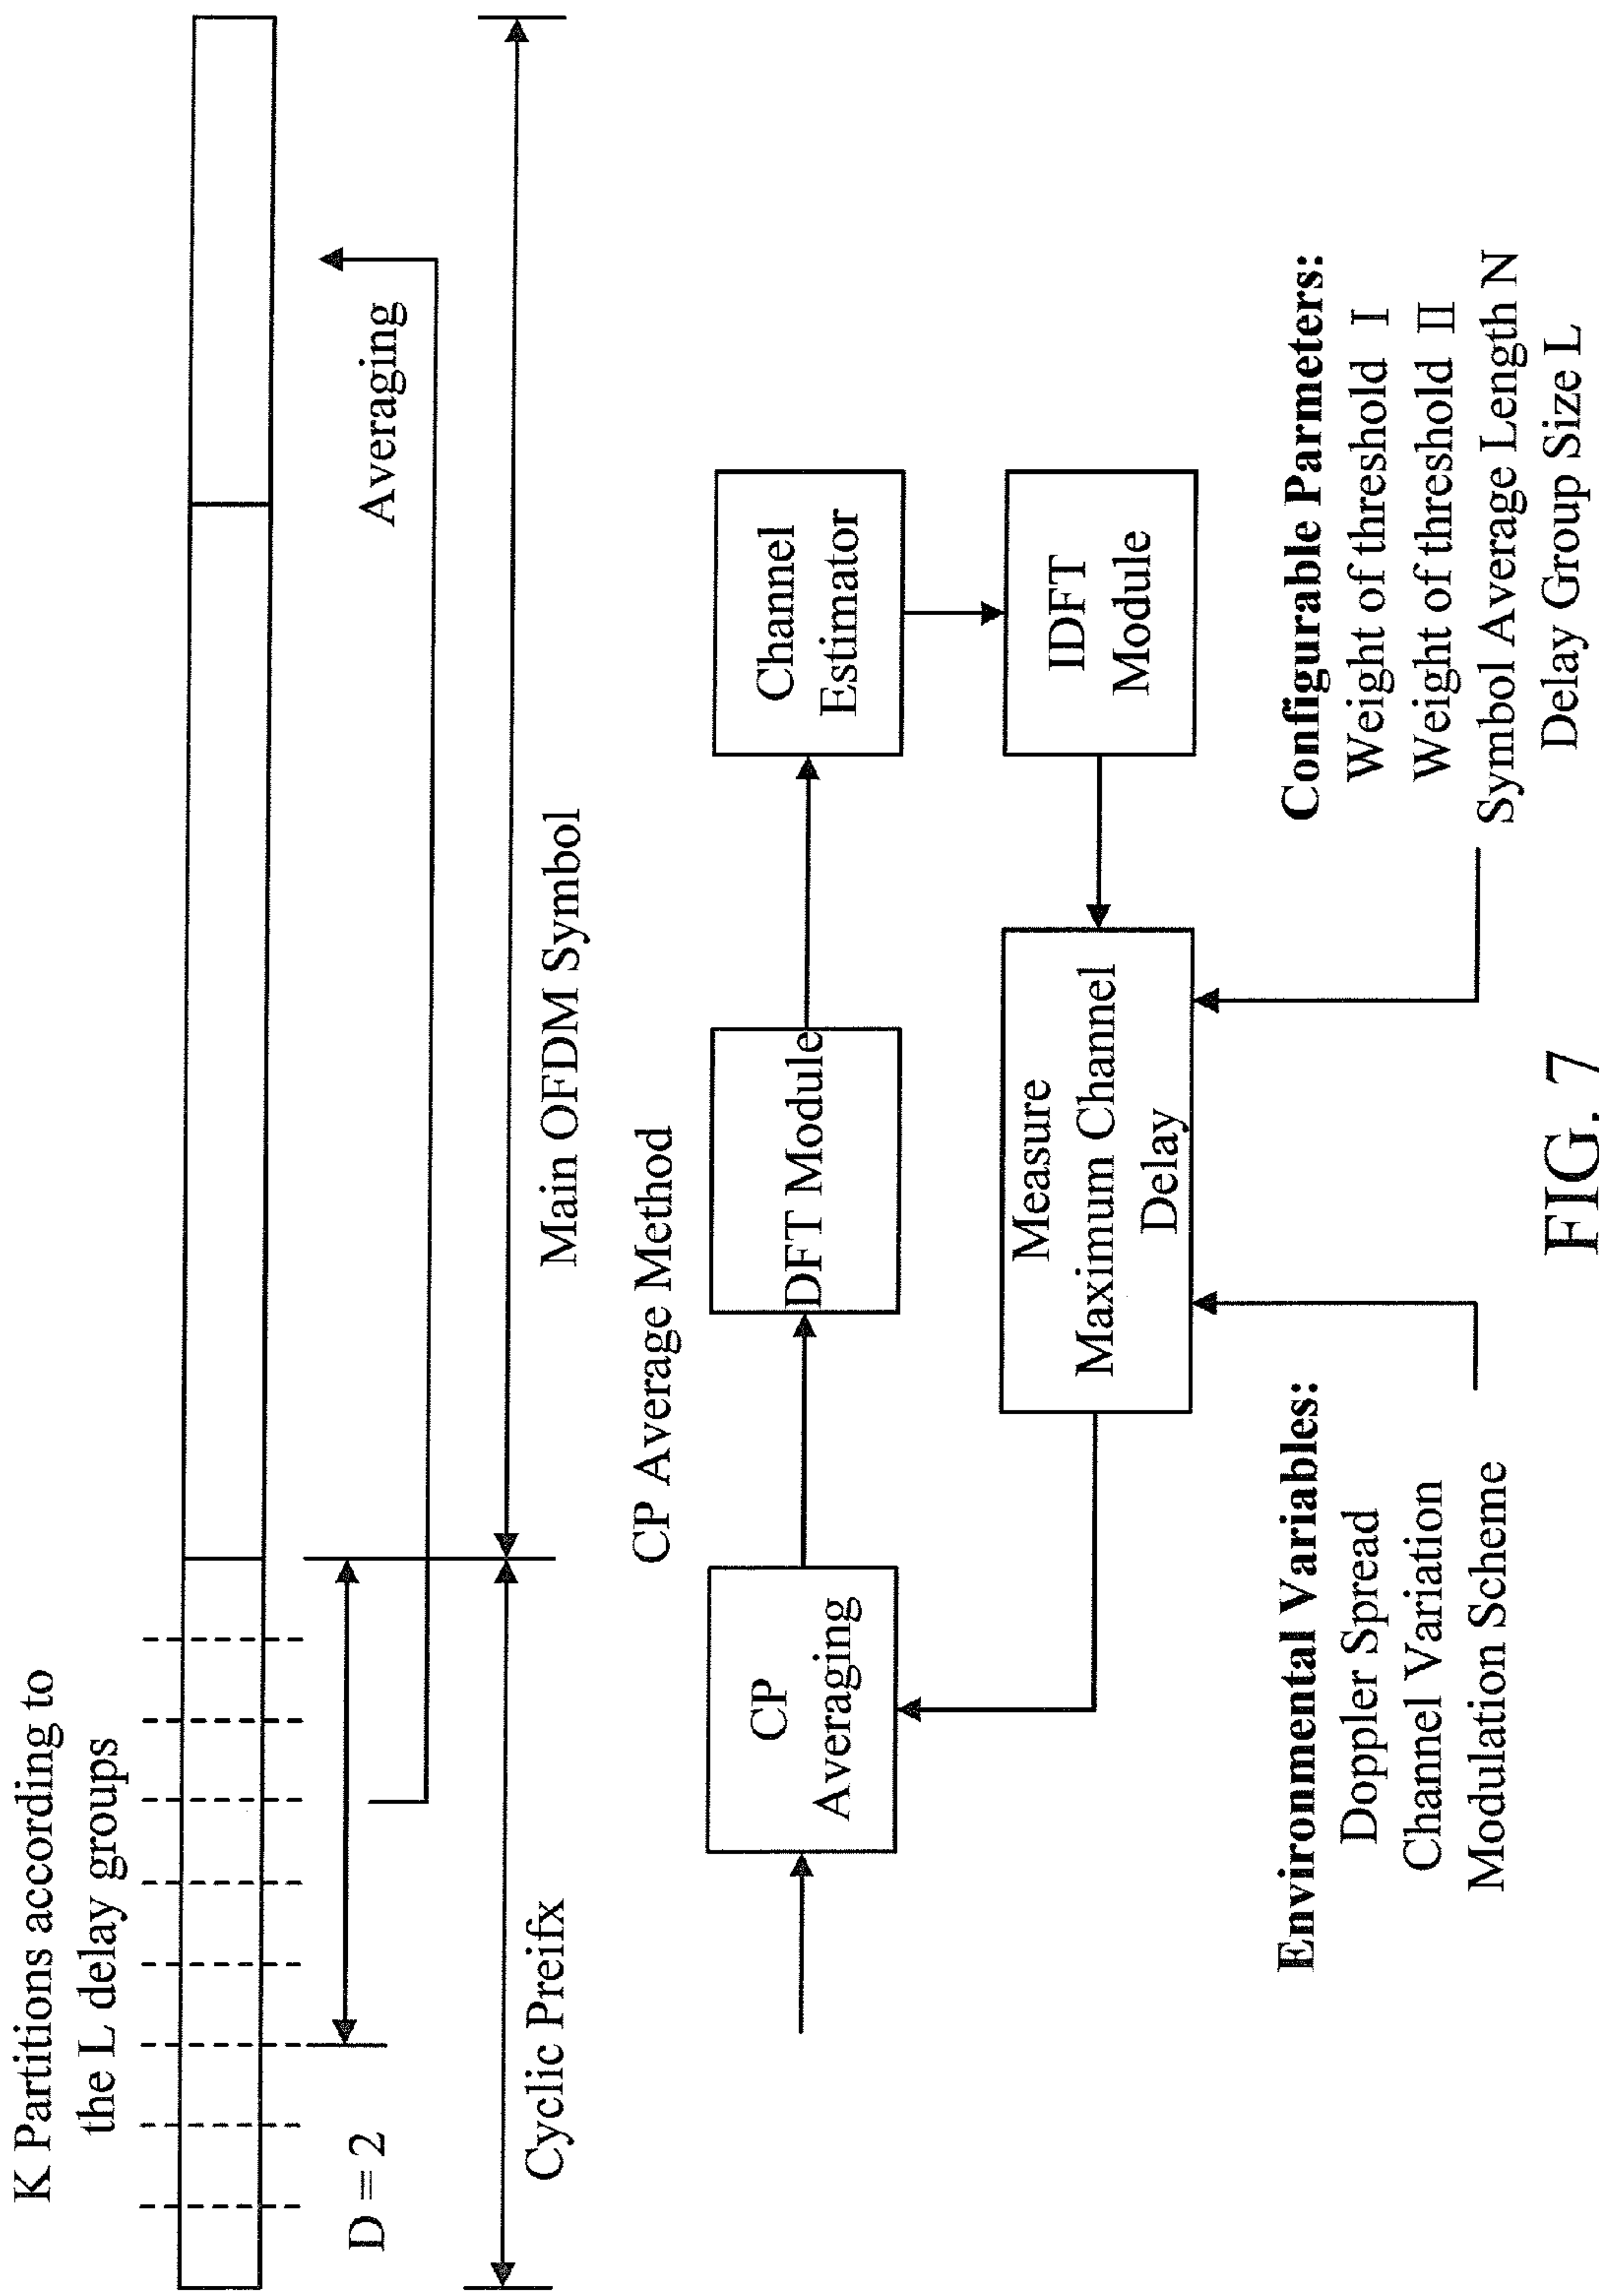 K Partitions according to
the L delay groups
D = 2
Averaging
Cyclic Preifx
Main OFDM Symbol
CP Average Method
CP
Averaging
DFT Module
Channel
Estimator
Measure
Maximum Channel
Delay
IDFT
Module
Environmental Variables:
Doppler Spread
Channel Variation
Modulation Scheme
Configurable Parmeters:
Weight of threshold I
Weight of threshold II
Symbol Average Length N
Delay Group Size L
FIG. 7